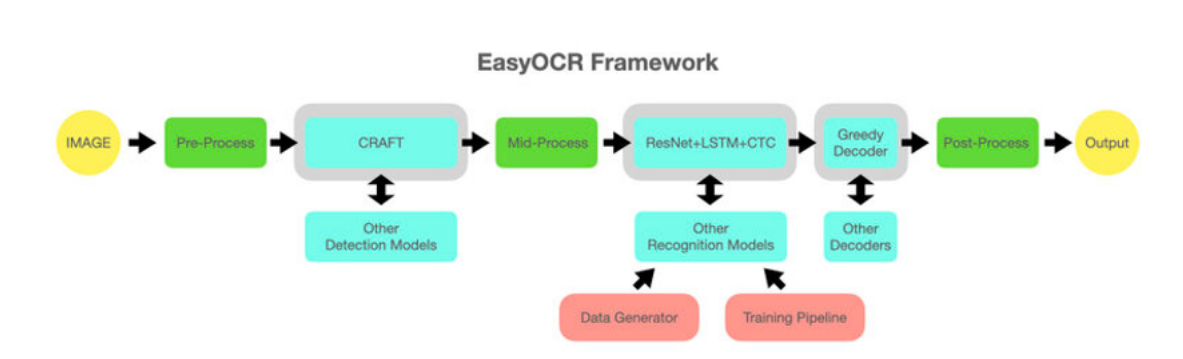 EasyOCR Framework
IMAGE
Pre-Process
CRAFT
Mid-Process
ResNet+LSTM+CTC
Greedy
Decoder
Post-Process
Output
Other
Detection Models
Other
Recognition Models
Other
Decoders
Data Generator
Training Pipeline